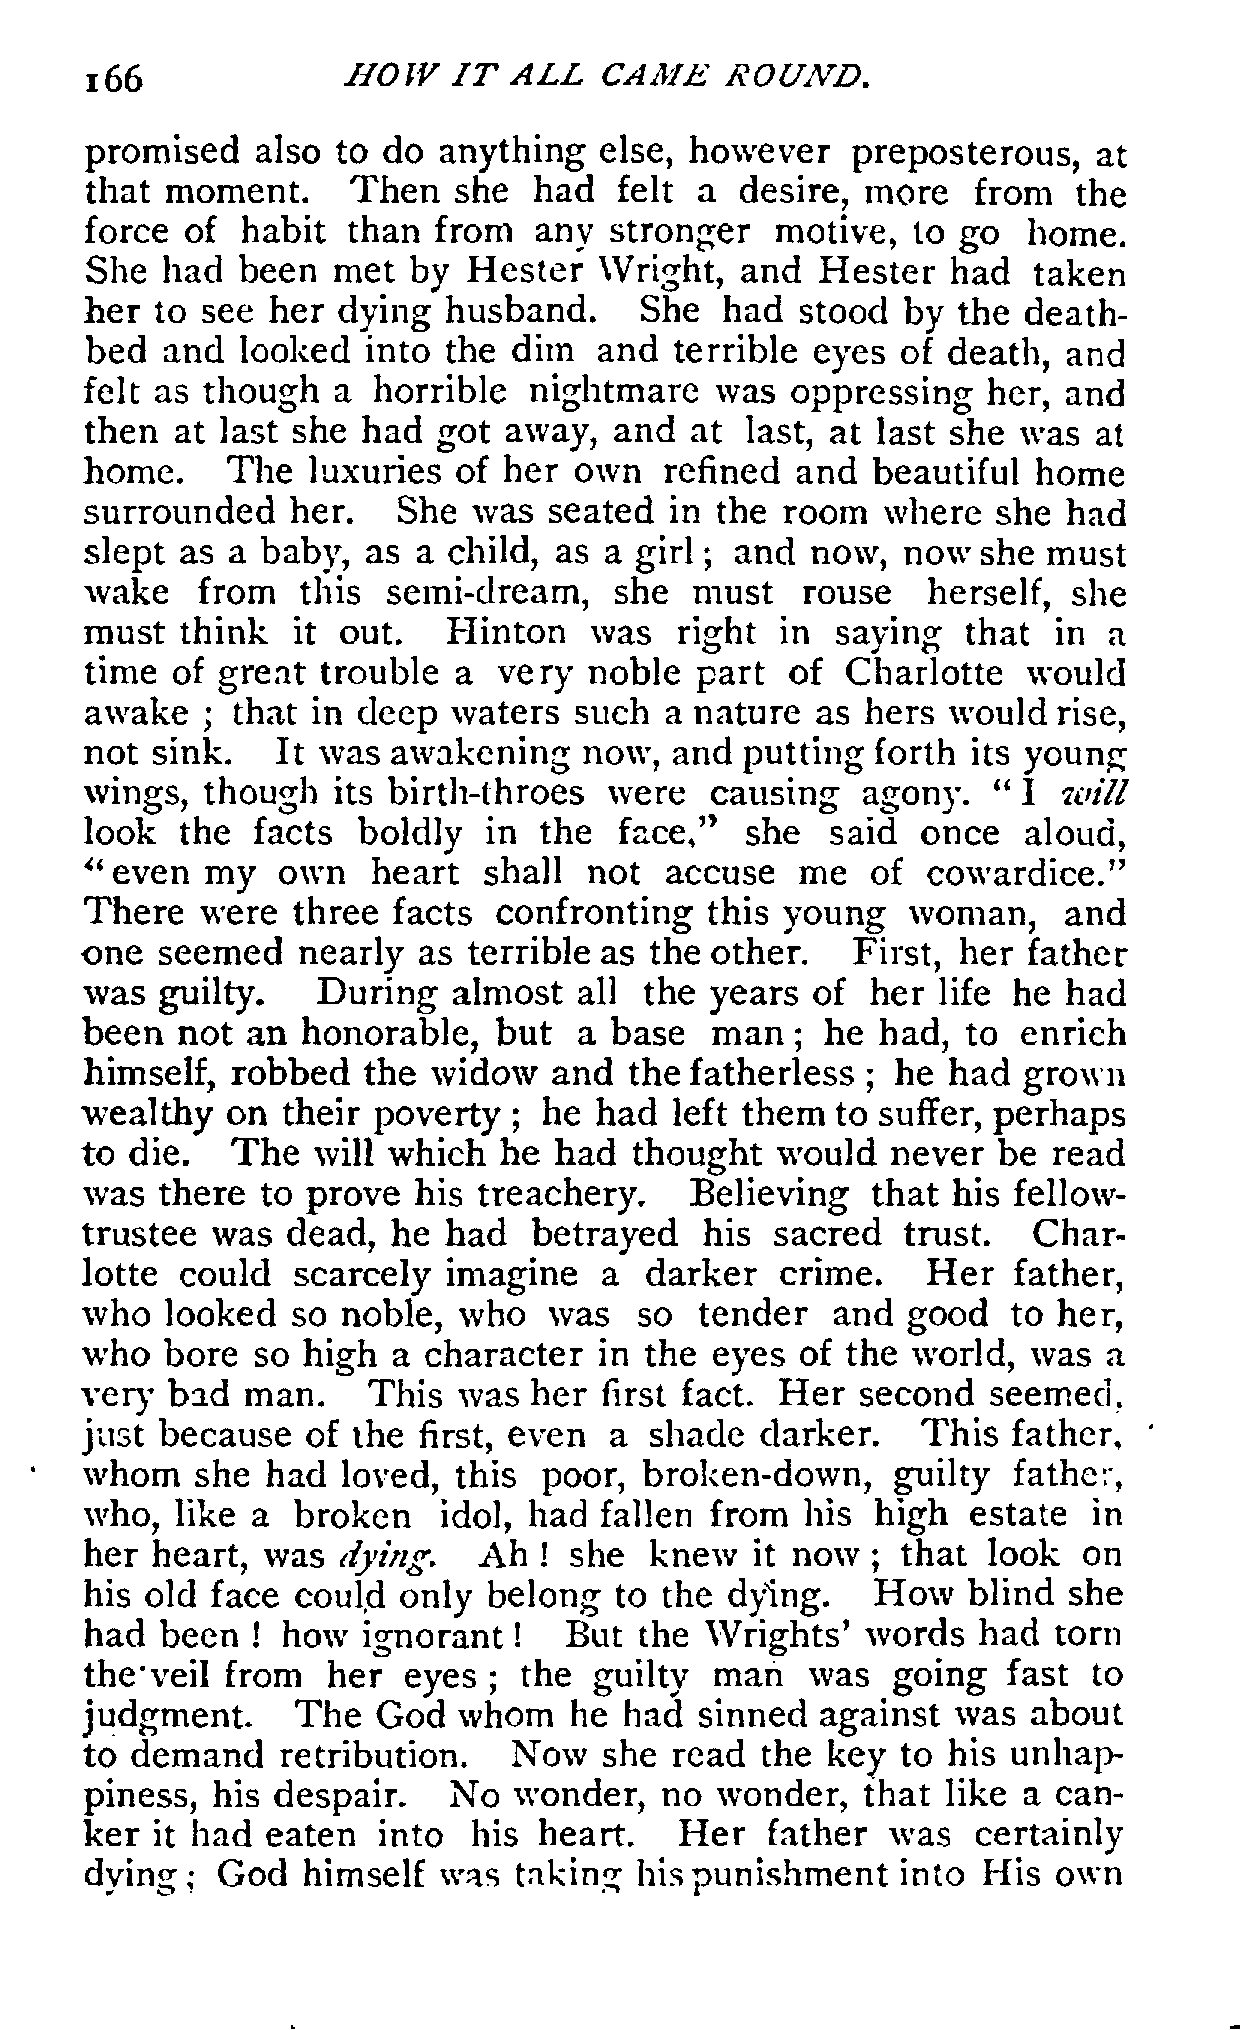 166 HOW IT ALL CAME ROUND.
promised also to do anything else, however preposterous, at
that moment. Then she had felt a desire, more from the
force of habit than from any stronger motive, to go home.
She had been met by Hester Wright, and Hester had taken
her to see her dying husband. She had stood by the death-
bed and looked into the dim and terrible eyes of death, and
felt as though a horrible nightmare was oppressing her, and
then at last she had got away, and at last, at last she was at
home. The luxuries of her own refined and beautiful home
surrounded her. She was seated in the room where she had
slept as a baby, as a child, as a girl ; and now, now she must
wake from this semi-dream, she must rouse herself, she
must think it out. Hinton was right in saying that in a
time of great trouble a very noble part of Charlotte would
awake ; that in deep waters such a nature as hers would rise,
not sink. It was awakening now, and putting forth its young
wings, though its birth-throes were causing agony. " I will
look the facts boldly in the face," she said once aloud,
" even my own heart shall not accuse me of cowardice."
There were three facts confronting this young woman, and
one seemed nearly as terrible as the other. First, her father
was guilty. During almost all the years of her life he had
been not an honorable, but a base man ; he had, to enrich
himself, robbed the widow and the fatherless ; he had grown
wealthy on their poverty ; he had left them to suffer, perhaps
to die. The will which he had thought would never be read
was there to prove his treachery. Believing that his fellow-
trustee was dead, he had betrayed his sacred trust. Char-
lotte could scarcely imagine a darker crime. Her father,
who looked so noble, who was so tender and good to her,
who bore so high a character in the eyes of the world, was a
very bad man. This was her first fact. Her second seemed,
just because of the first, even a shade darker. This father,
whom she had loved, this poor, broken-down, guilty father,
who, like a broken idol, had fallen from his high estate in
her heart, was dying. Ah ! she knew it now ; that look on
his old face could only belong to the dying. How blind she
had been ! how ignorant ! But the Wrights' words had torn
the veil from her eyes ; the guilty man was going fast to
judgment. The God whom he had sinned against was about
to demand retribution. Now she read the key to his unhap-
piness, his despair. No wonder, no wonder, that like a can-
ker it had eaten into his heart. Her father was certainly
dying ; God himself was taking his punishment into His own